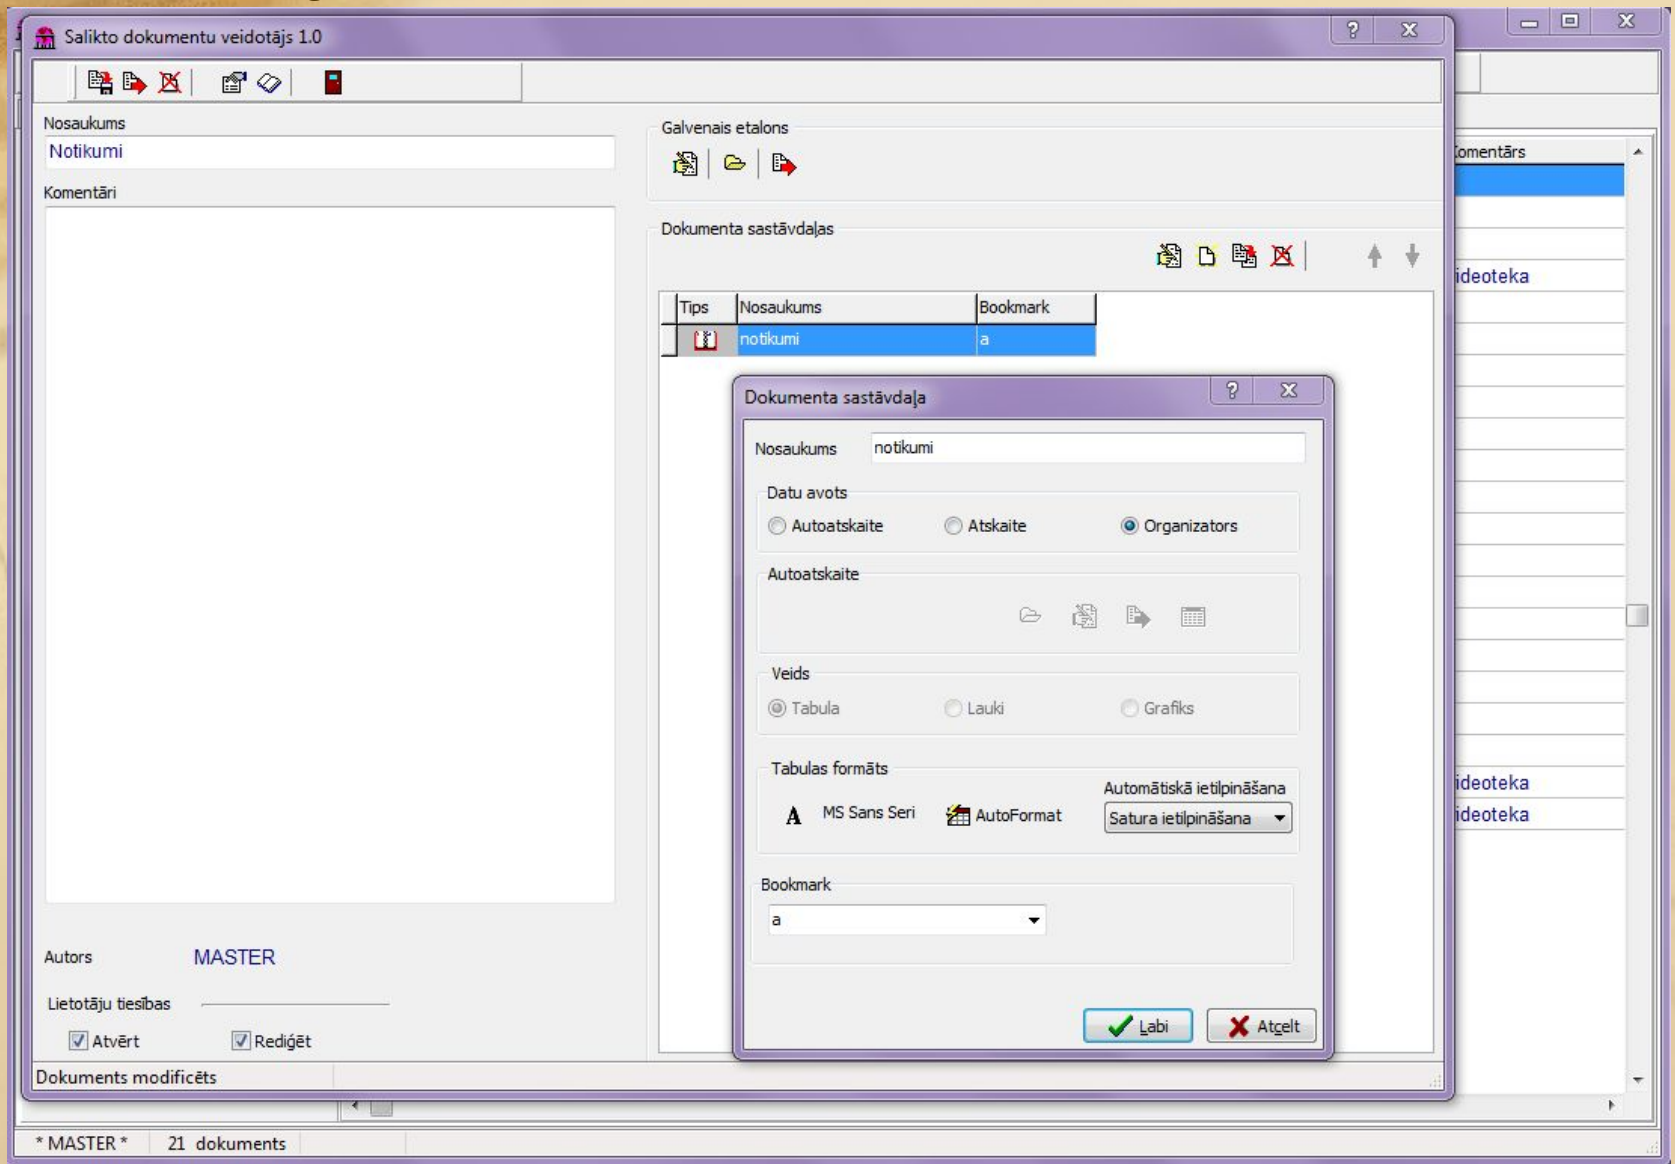 Salikto dokumentu veidotājs 1.0
Nosaukums
Notikumi
Komentāri
Galvenais etalons
Dokumenta sastāvdaļas
Tips Nosaukums Bookmark
notikumi a
Dokumenta sastāvdaļa
Nosaukums notikumi
Datu avots
Autoatskaite Atskaite Organizators
Autoatskaite
Veids
Tabula Lauki Grafiks
Tabulas formāts
Automātiskā ietilpināšana
A MS Sans Seri AutoFormat Satura ietilpināšana
Bookmark
a
Labi Atcelt
Autors MASTER
Lietotāju tiesības
Atvērt Rediģēt
Dokuments modificēts
omentārs
ideoteka
ideoteka
ideoteka
* MASTER * 21 dokuments